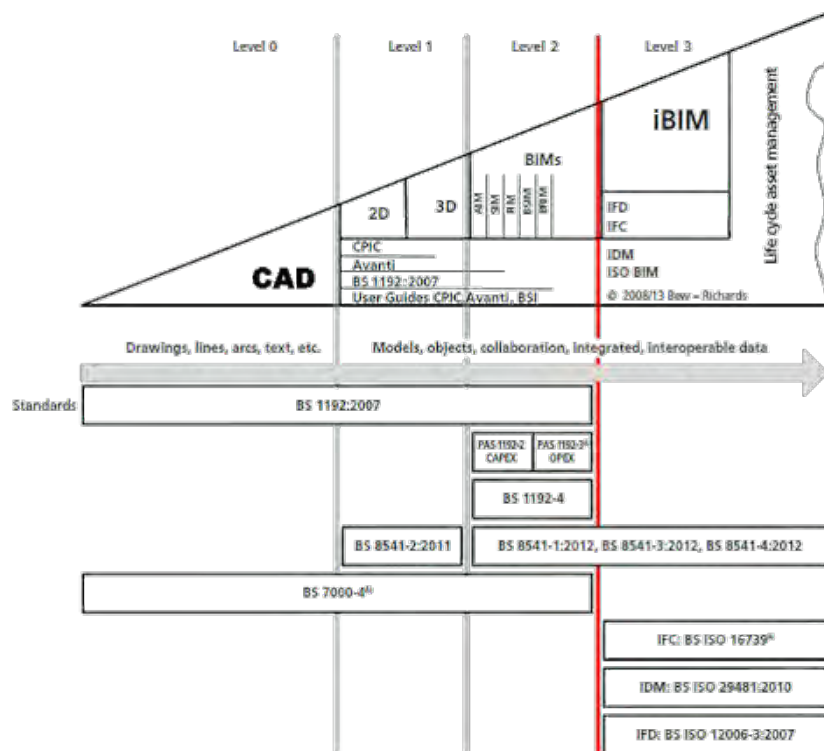 Level 0
Level 1
Level 2
Level 3
iBIM
BIMs
2D
3D
AIM
SIM
BSIM
BRIM
IFD
IFC
Life cycle asset management
CAD
CPIC
Avanti
BS 1192:2007
User Guides CPIC, Avanti, BSI
IDM
ISO BIM
© 2008/13 Bew – Richards
Drawings, lines, arcs, text, etc.
Models, objects, collaboration, integrated, interoperable data
Standards
BS 1192:2007
PAS 1192-2
CAPEX
PAS 1192-3
OPEX
BS 1192-4
BS 8541-2:2011
BS 8541-1:2012, BS 8541-3:2012, BS 8541-4:2012
BS 7000-4
IFC: BS ISO 16739
IDM: BS ISO 29481:2010
IFD: BS ISO 12006-3:2007